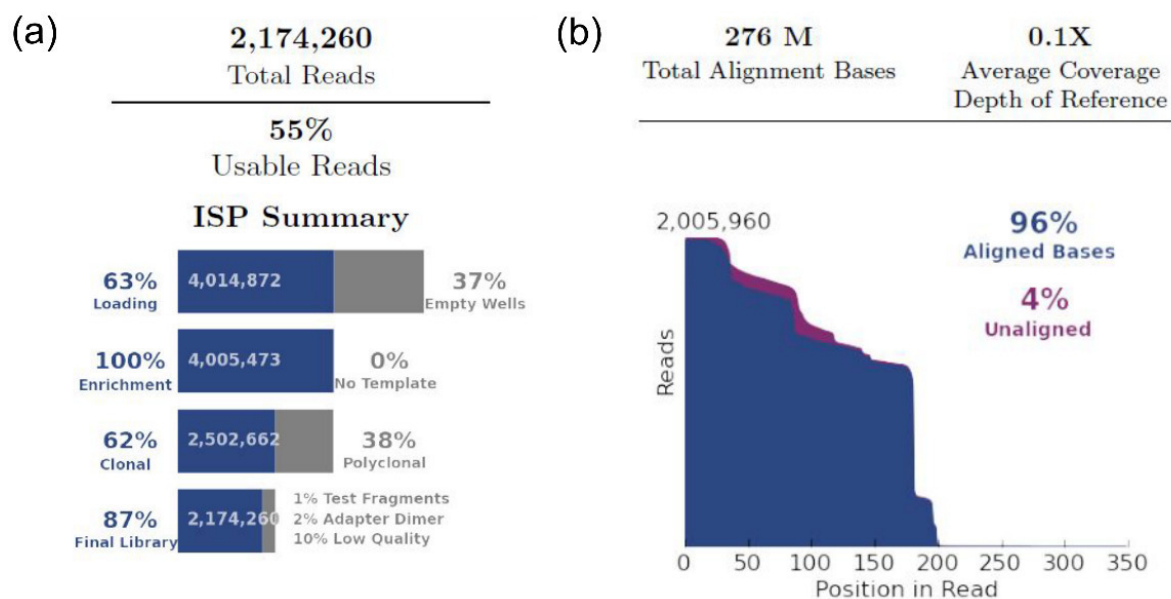 (a)
2,174,260
Total Reads
55%
Usable Reads
ISP Summary
63%
Loading
4,014,872
37%
Empty Wells
100%
Enrichment
4,005,473
0%
No Template
62%
Clonal
2,502,662
38%
Polyclonal
87%
Final Library
2,174,260
1% Test Fragments
2% Adapter Dimer
10% Low Quality
(b)
276 M
Total Alignment Bases
0.1X
Average Coverage
Depth of Reference
2,005,960
96%
Aligned Bases
4%
Unaligned
Reads
0 50 100 150 200 250 300 350
Position in Read